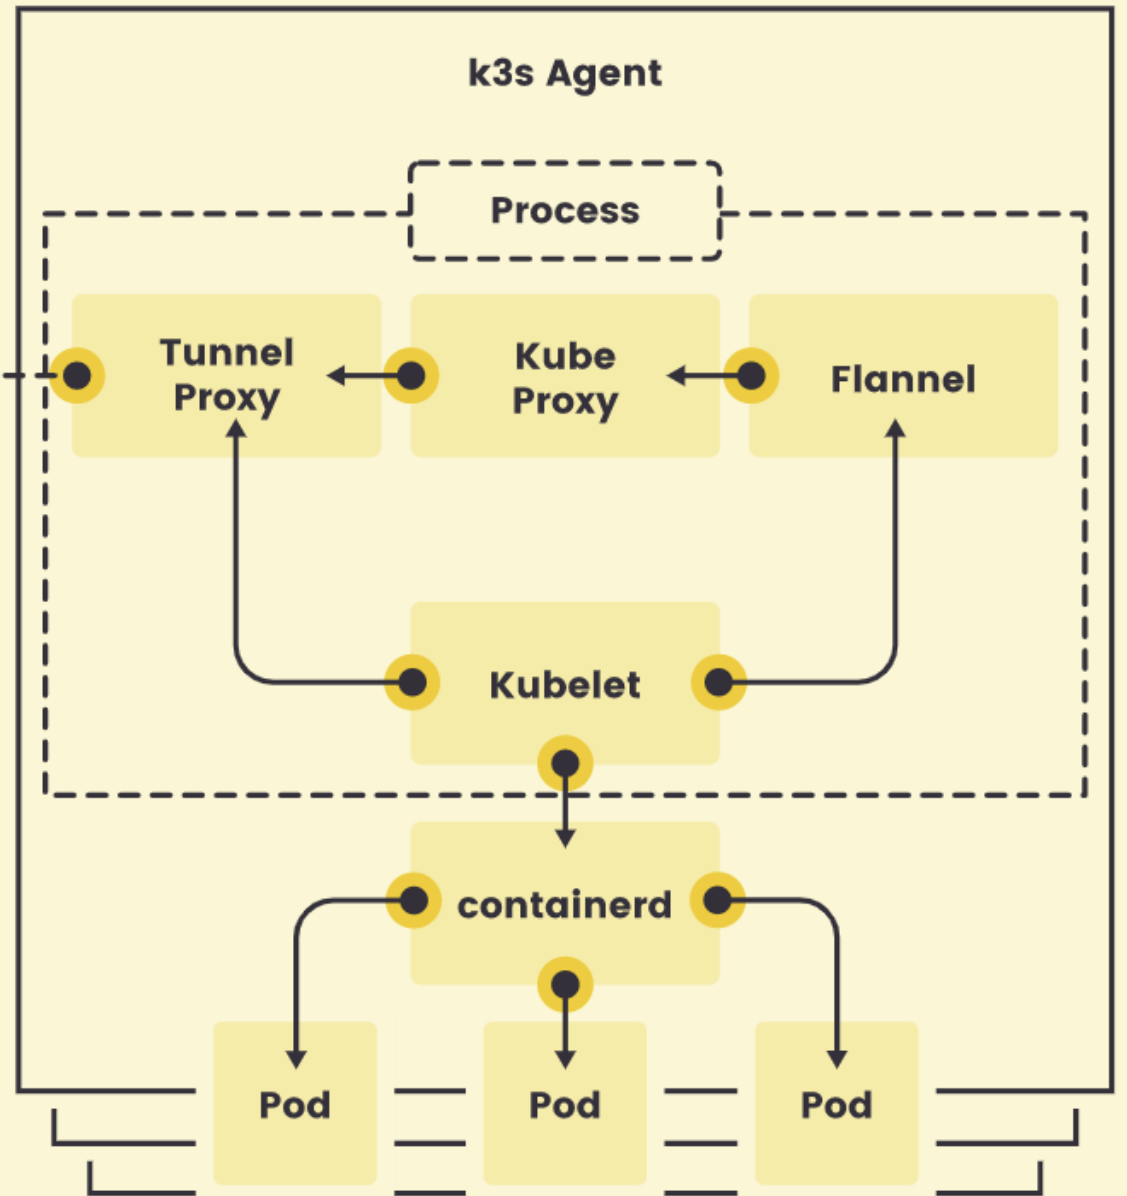 k3s Agent
Process
Tunnel
Proxy
Kube
Proxy
Flannel
Kubelet
containerd
Pod
Pod
Pod